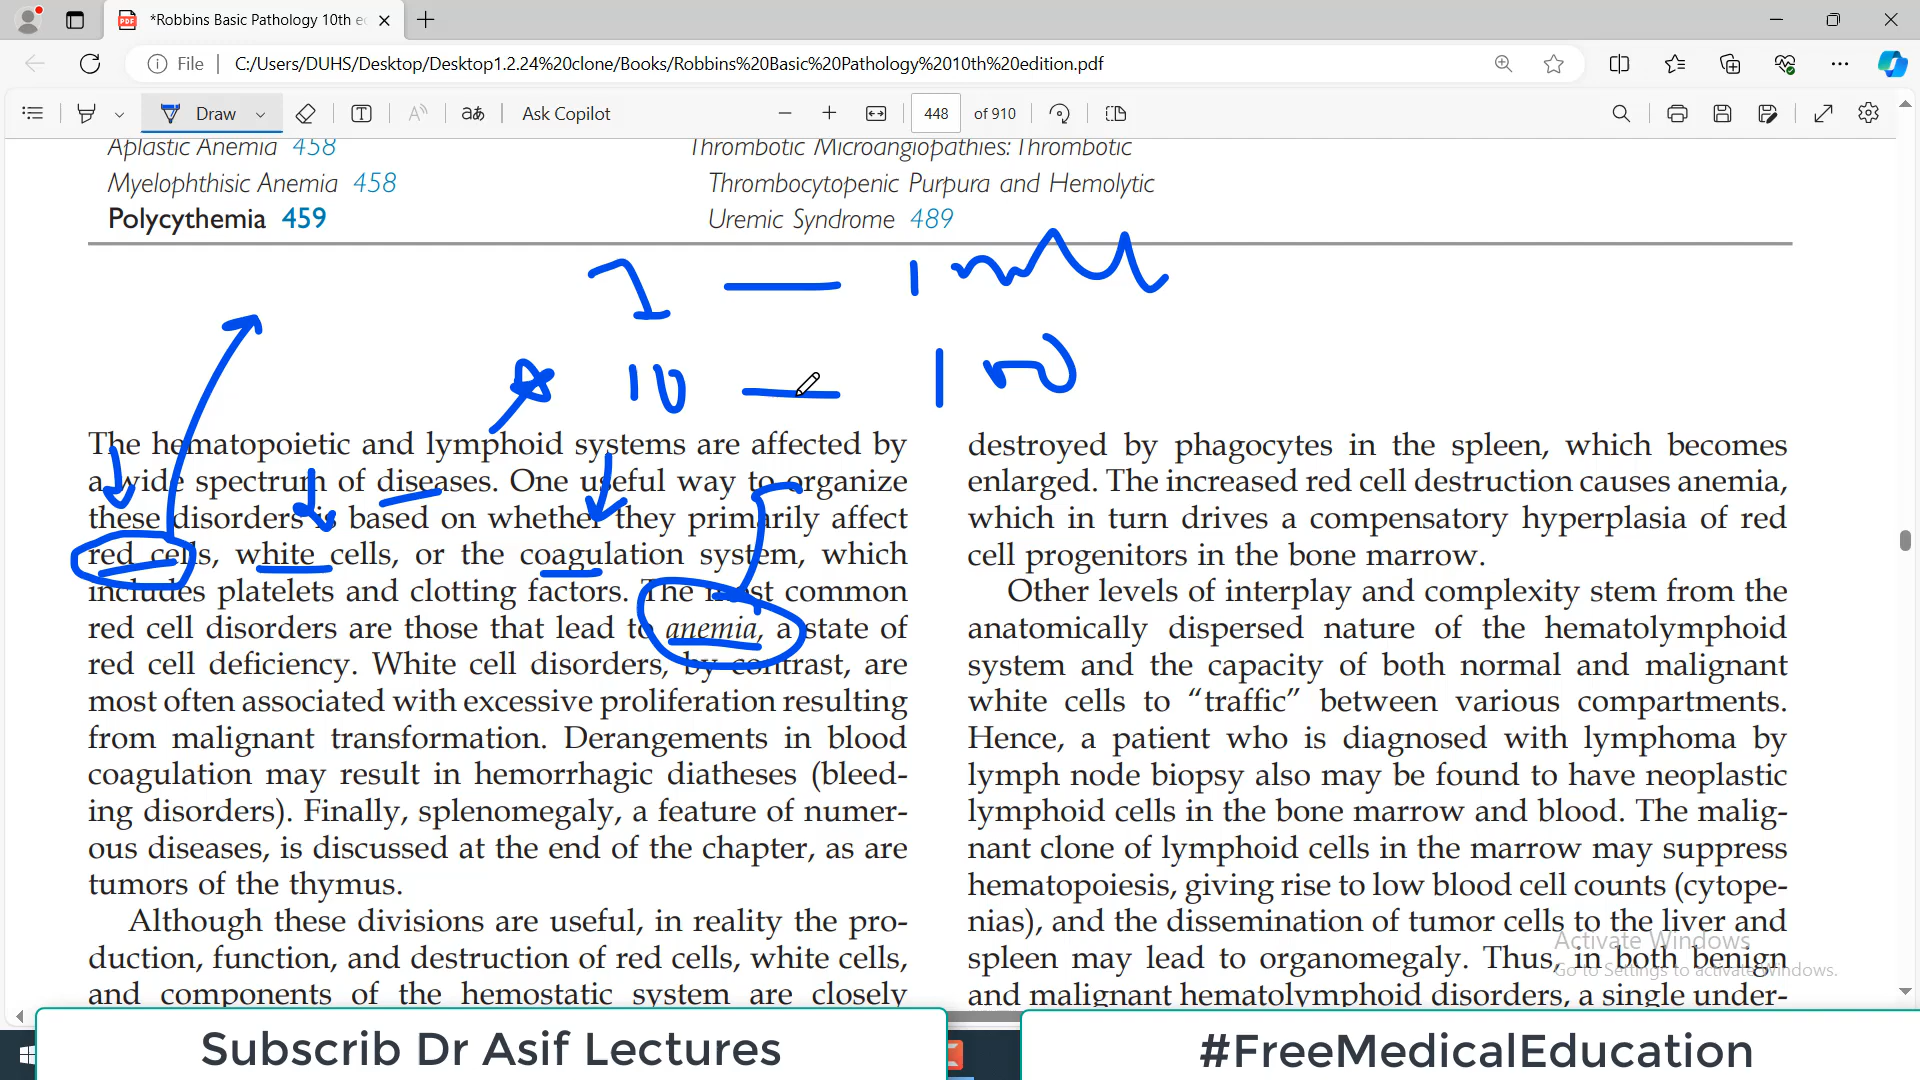 *Robbins Basic Pathology 10th e
File
C:/Users/DUHS/Desktop/Desktop1.2.24%20clone/Books/Robbins%20Basic%20Pathology%2010th%20edition.pdf
Draw
Ask Copilot
448
of 910
Aplastic Anemia 458
Myelophthisic Anemia 458
Polycythemia 459
Thrombotic Microangiopathies: Thrombotic
Thrombocytopenic Purpura and Hemolytic
Uremic Syndrome 489
1
10
1
The hematopoietic and lymphoid systems are affected by
a wide spectrum of diseases. One useful way to organize
these disorders is based on whether they primarily affect
red cells, white cells, or the coagulation system, which
includes platelets and clotting factors. The most common
red cell disorders are those that lead to anemia, a state of
red cell deficiency. White cell disorders, by contrast, are
most often associated with excessive proliferation resulting
from malignant transformation. Derangements in blood
coagulation may result in hemorrhagic diatheses (bleed-
ing disorders). Finally, splenomegaly, a feature of numer-
ous diseases, is discussed at the end of the chapter, as are
tumors of the thymus.
Although these divisions are useful, in reality the pro-
duction, function, and destruction of red cells, white cells,
and components of the hemostatic system are closely
destroyed by phagocytes in the spleen, which becomes
enlarged. The increased red cell destruction causes anemia,
which in turn drives a compensatory hyperplasia of red
cell progenitors in the bone marrow.
Other levels of interplay and complexity stem from the
anatomically dispersed nature of the hematolymphoid
system and the capacity of both normal and malignant
white cells to “traffic” between various compartments.
Hence, a patient who is diagnosed with lymphoma by
lymph node biopsy also may be found to have neoplastic
lymphoid cells in the bone marrow and blood. The malig-
nant clone of lymphoid cells in the marrow may suppress
hematopoiesis, giving rise to low blood cell counts (cytope-
nias), and the dissemination of tumor cells to the liver and
spleen may lead to organomegaly. Thus, in both benign
and malignant hematolymphoid disorders, a single under-
Activate Windows
Go to Settings to activate Windows.
Subscrib Dr Asif Lectures
#FreeMedicalEducation